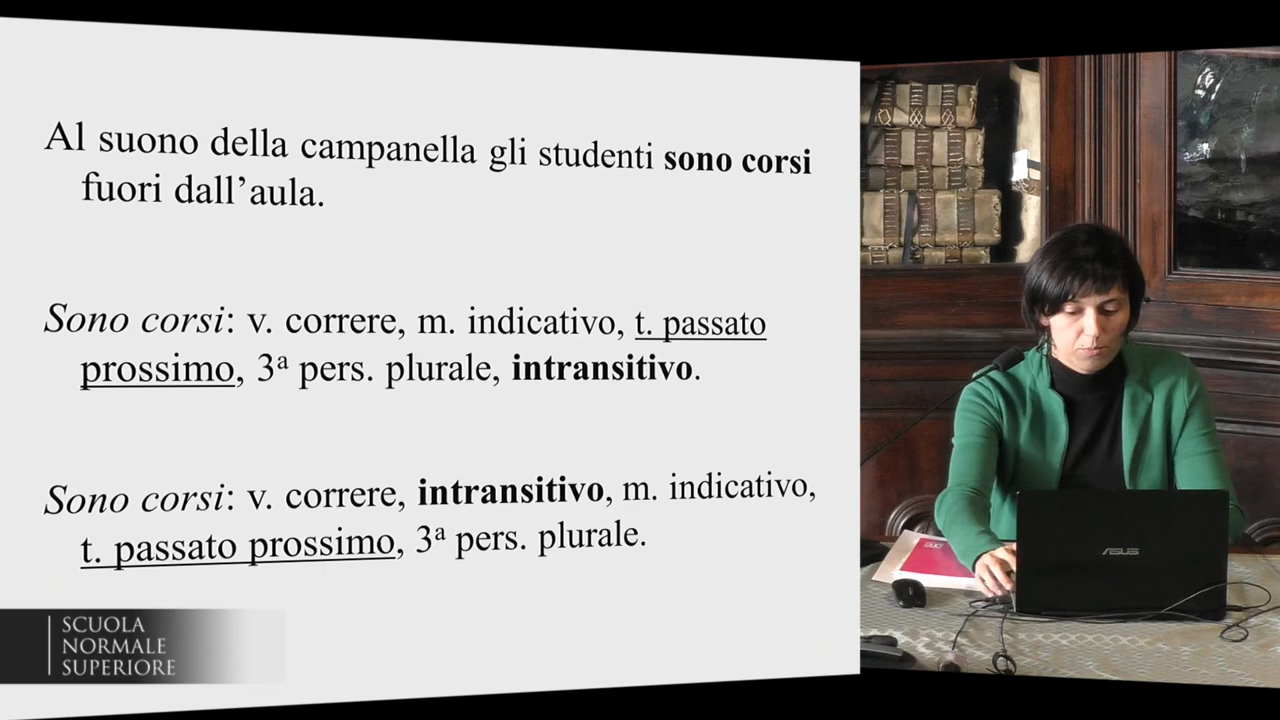 Al suono della campanella gli studenti sono corsi
fuori dall’aula.
Sono corsi: v. correre, m. indicativo, t. passato
prossimo, 3ª pers. plurale, intransitivo.
Sono corsi: v. correre, intransitivo, m. indicativo,
t. passato prossimo, 3ª pers. plurale.
SCUOLA
NORMALE
SUPERIORE
ASUS